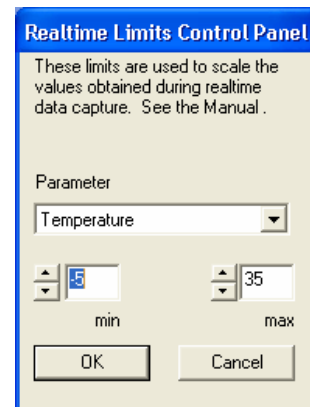 Realtime Limits Control Panel
These limits are used to scale the
values obtained during realtime
data capture. See the Manual .
Parameter
Temperature
-5 35
min max
OK Cancel